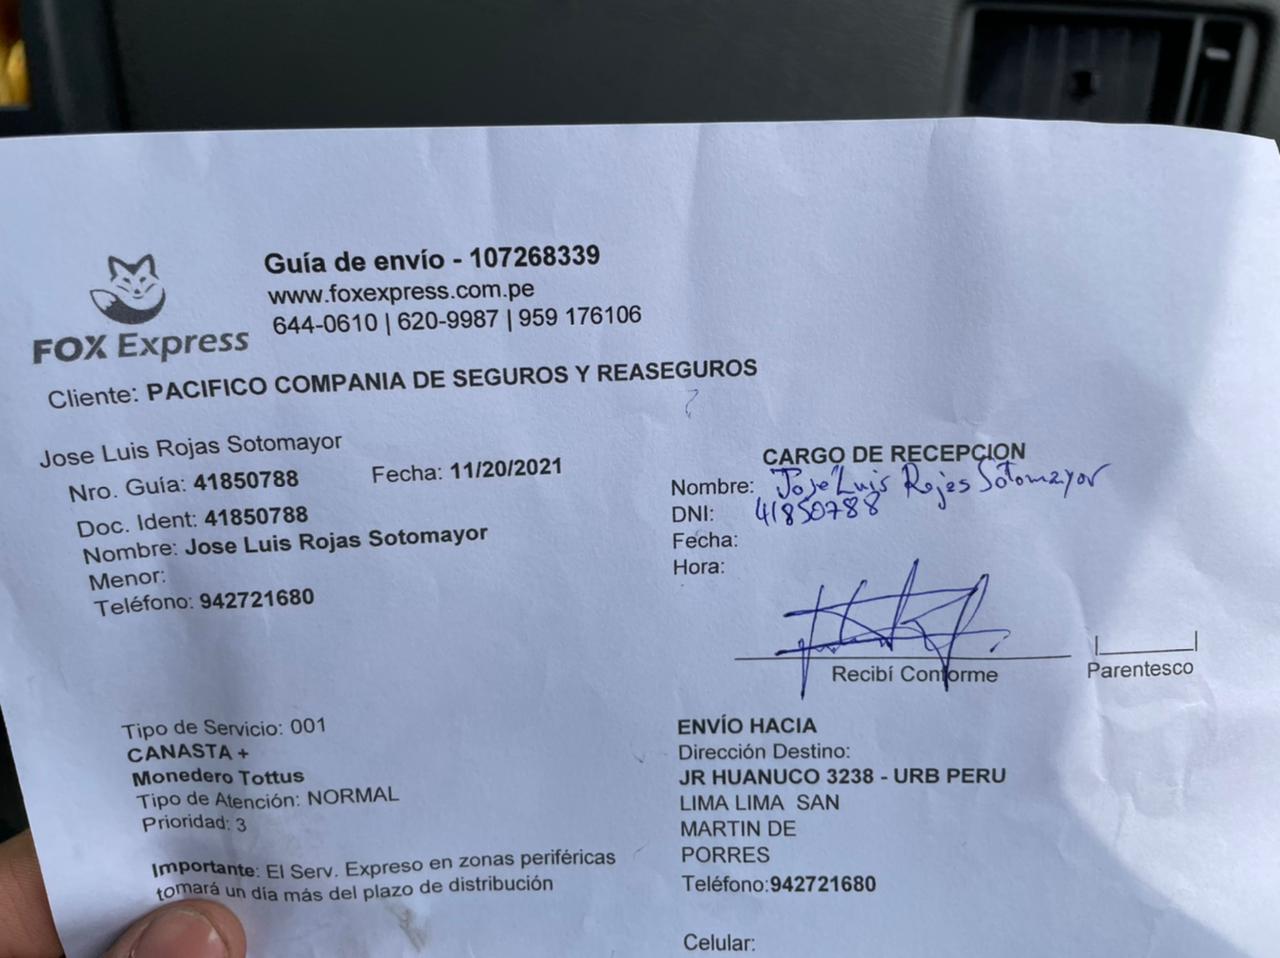 FOX Express
Guía de envío - 107268339
www.foxexpress.com.pe
644-0610 | 620-9987 | 959 176106
Cliente: PACIFICO COMPANIA DE SEGUROS Y REASEGUROS
Jose Luis Rojas Sotomayor
Nro. Guía: 41850788 Fecha: 11/20/2021
Doc. Ident: 41850788
Nombre: Jose Luis Rojas Sotomayor
Menor:
Teléfono: 942721680
CARGO DE RECEPCION
Nombre: Jose Luis Rojas Sotomayor
DNI: 41850788
Fecha:
Hora:
Recibí Conforme
Parentesco
Tipo de Servicio: 001
CANASTA +
Monedero Tottus
Tipo de Atención: NORMAL
Prioridad: 3
Importante: El Serv. Expreso en zonas periféricas
tomará un día más del plazo de distribución
ENVÍO HACIA
Dirección Destino:
JR HUANUCO 3238 - URB PERU
LIMA LIMA SAN
MARTIN DE
PORRES
Teléfono:942721680
Celular: